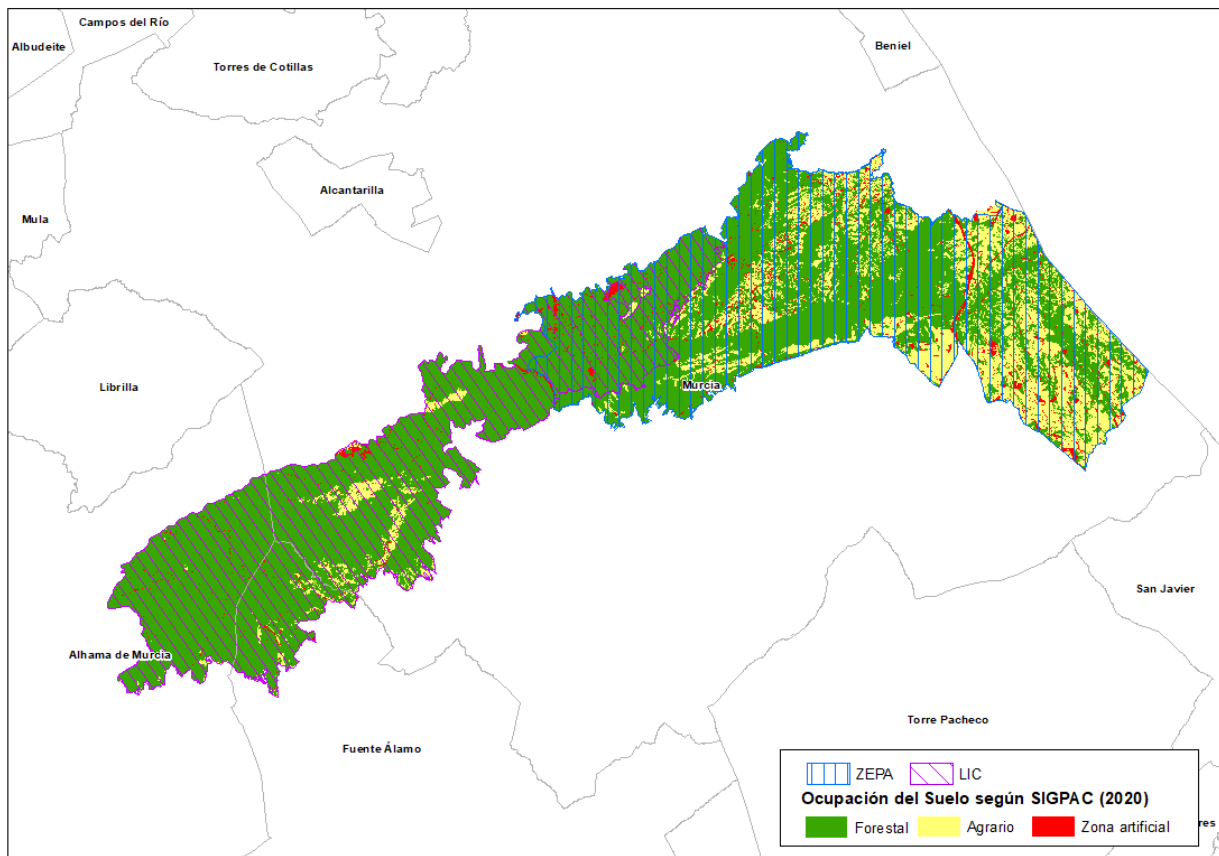 Campos del Río
Albudeite
Torres de Cotillas
Beniel
Alcantarilla
Mula
Librilla
Murcia
San Javier
Alhama de Murcia
Torre Pacheco
Fuente Álamo
ZEPA
LIC
Ocupación del Suelo según SIGPAC (2020)
Forestal
Agrario
Zona artificial
res